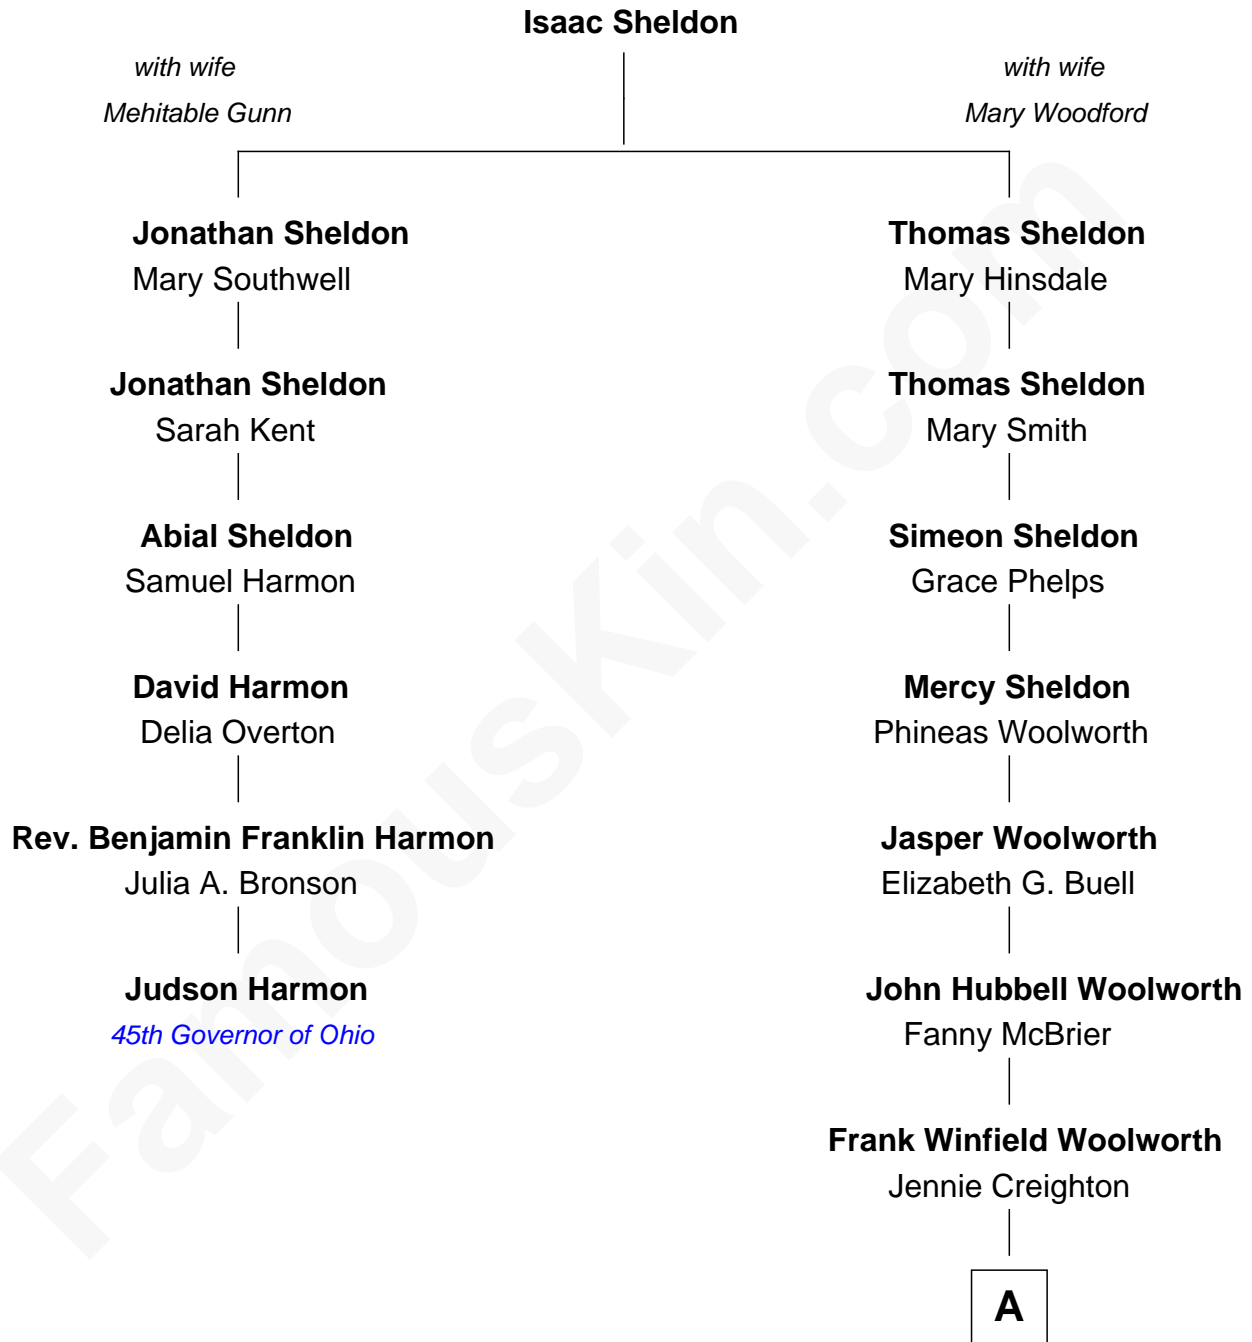 Isaac Sheldon
with wife
Mehitable Gunn
with wife
Mary Woodford
Jonathan Sheldon
Mary Southwell
Thomas Sheldon
Mary Hinsdale
Jonathan Sheldon
Sarah Kent
Thomas Sheldon
Mary Smith
Abial Sheldon
Samuel Harmon
Simeon Sheldon
Grace Phelps
David Harmon
Delia Overton
Mercy Sheldon
Phineas Woolworth
Rev. Benjamin Franklin Harmon
Julia A. Bronson
Jasper Woolworth
Elizabeth G. Buell
Judson Harmon
45th Governor of Ohio
John Hubbell Woolworth
Fanny McBrier
Frank Winfield Woolworth
Jennie Creighton
A
FamousKin.com